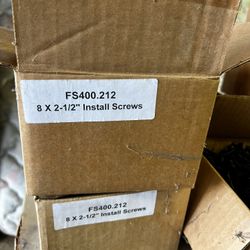 FS400.212
8 X 2-1/2" Install Screws
FS400.212
8 X 2-1/2" Install Screws